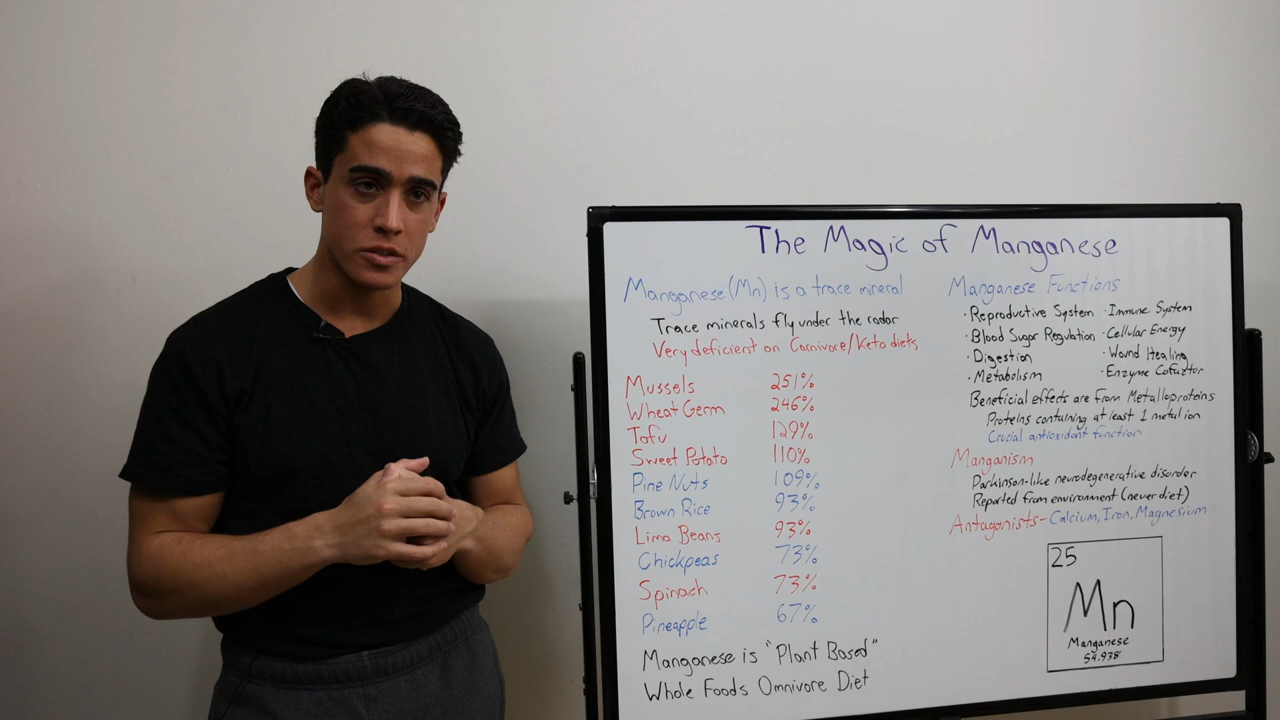 The Magic of Manganese
Manganese (Mn) is a trace mineral
Trace minerals fly under the radar
Very deficient on Carnivore/Keto diets
Mussels 251%
Wheat Germ 246%
Tofu 129%
Sweet Potato 110%
Pine Nuts 109%
Brown Rice 93%
Lima Beans 93%
Chickpeas 73%
Spinach 73%
Pineapple 67%
Manganese is "Plant Based"
Whole Foods Omnivore Diet
Manganese Functions
·Reproductive System ·Immune System
·Blood Sugar Regulation ·Cellular Energy
·Digestion ·Wound Healing
·Metabolism ·Enzyme Cofactor
Beneficial effects are from Metalloproteins
Proteins containing at least 1 metal ion
Crucial antioxidant function
Manganism
Parkinson-like neurodegenerative disorder
Reported from environment (never diet)
Antagonists- Calcium, Iron, Magnesium
25
Mn
Manganese
54.938